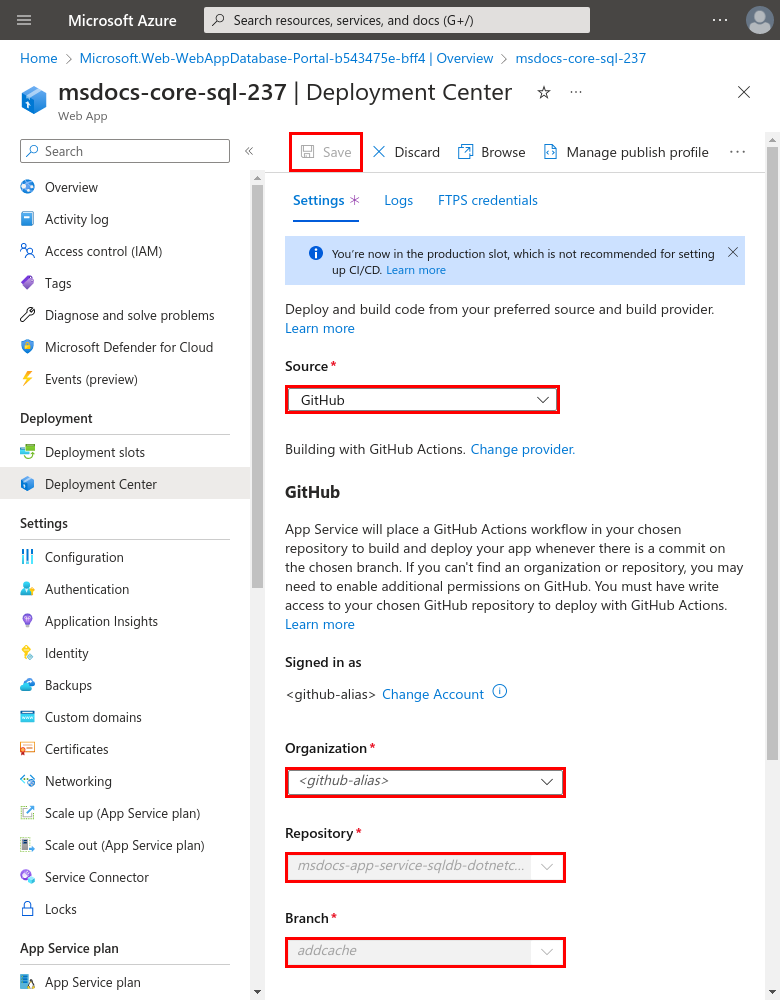 Microsoft Azure
Search resources, services, and docs (G+/)
Home > Microsoft.Web-WebAppDatabase-Portal-b543475e-bff4 | Overview > msdocs-core-sql-237
msdocs-core-sql-237 | Deployment Center
Web App
Search
Overview
Activity log
Access control (IAM)
Tags
Diagnose and solve problems
Microsoft Defender for Cloud
Events (preview)
Deployment
Deployment slots
Deployment Center
Settings
Configuration
Authentication
Application Insights
Identity
Backups
Custom domains
Certificates
Networking
Scale up (App Service plan)
Scale out (App Service plan)
Service Connector
Locks
App Service plan
App Service plan
Save Discard Browse Manage publish profile
Settings * Logs FTPS credentials
You're now in the production slot, which is not recommended for setting
up CI/CD. Learn more
Deploy and build code from your preferred source and build provider.
Learn more
Source*
GitHub
Building with GitHub Actions. Change provider.
GitHub
App Service will place a GitHub Actions workflow in your chosen
repository to build and deploy your app whenever there is a commit on
the chosen branch. If you can't find an organization or repository, you may
need to enable additional permissions on GitHub. You must have write
access to your chosen GitHub repository to deploy with GitHub Actions.
Learn more
Signed in as
<github-alias> Change Account
Organization*
<github-alias>
Repository*
msdocs-app-service-sqldb-dotnetc...
Branch*
addcache